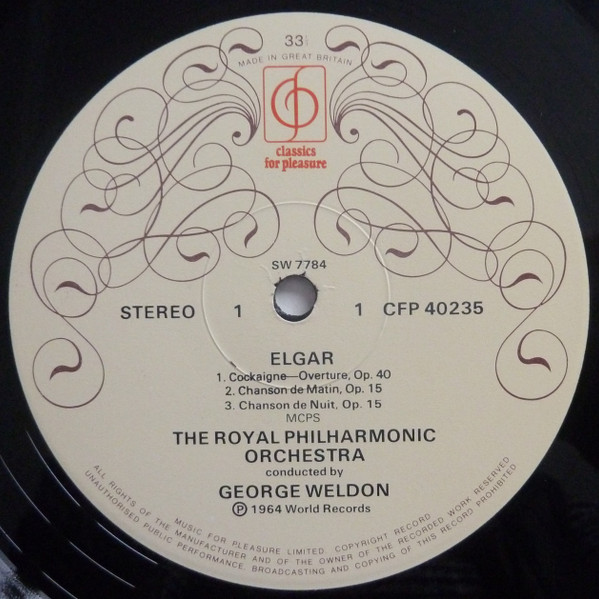 33
MADE IN GREAT BRITAIN
classics
for pleasure
SW 7784
STEREO 1 1 CFP 40235
ELGAR
1. Cockaigne—Overture, Op. 40
2. Chanson de Matin, Op. 15
3. Chanson de Nuit, Op. 15
MCPS
THE ROYAL PHILHARMONIC
ORCHESTRA
conducted by
GEORGE WELDON
Ⓟ 1964 World Records
MUSIC FOR PLEASURE LIMITED. COPYRIGHT RECORD
ALL RIGHTS OF THE MANUFACTURER AND OF THE OWNER OF THE RECORDED WORK RESERVED
UNAUTHORISED PUBLIC PERFORMANCE, BROADCASTING AND COPYING OF THIS RECORD PROHIBITED